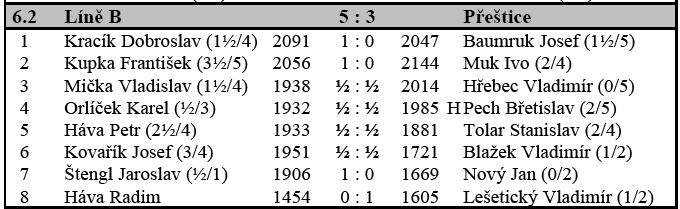 6.2 Líně B 5 : 3 Přeštice
1 Kracík Dobroslav (1½/4) 2091 1 : 0 2047 Baumruk Josef (1½/5)
2 Kupka František (3½/5) 2056 1 : 0 2144 Muk Ivo (2/4)
3 Mička Vladislav (1½/4) 1938 ½ : ½ 2014 Hřebec Vladimír (0/5)
4 Orlíček Karel (½/3) 1932 ½ : ½ 1985 H Pech Břetislav (2/5)
5 Háva Petr (2½/4) 1933 ½ : ½ 1881 Tolar Stanislav (2/4)
6 Kovařík Josef (3/4) 1951 ½ : ½ 1721 Blažek Vladimír (1/2)
7 Štengl Jaroslav (½/1) 1906 1 : 0 1669 Nový Jan (0/2)
8 Háva Radim 1454 0 : 1 1605 Lešetický Vladimír (1/2)